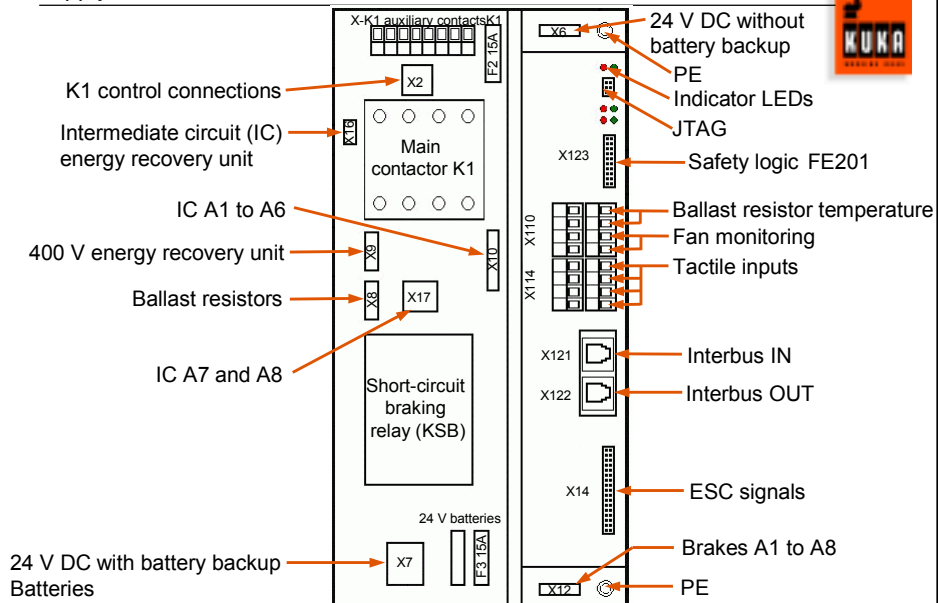 X-K1 auxiliary contactsK1
F2 15A
X2
K1 control connections
X16
Intermediate circuit (IC)
energy recovery unit
Main
contactor K1
IC A1 to A6
X10
400 V energy recovery unit
X9
Ballast resistors
X8
X17
IC A7 and A8
Short-circuit
braking
relay (KSB)
24 V batteries
F3 15A
X7
24 V DC with battery backup
Batteries
X6
24 V DC without
battery backup
PE
Indicator LEDs
JTAG
X123
Safety logic FE201
X110
Ballast resistor temperature
Fan monitoring
X114
Tactile inputs
X121
Interbus IN
X122
Interbus OUT
X14
ESC signals
Brakes A1 to A8
X12
PE
KUKA